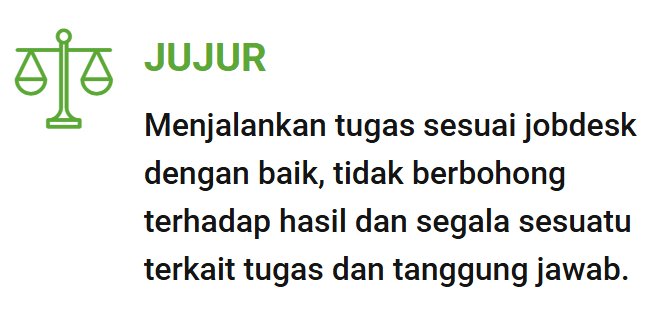 JUJUR
Menjalankan tugas sesuai jobdesk
dengan baik, tidak berbohong
terhadap hasil dan segala sesuatu
terkait tugas dan tanggung jawab.